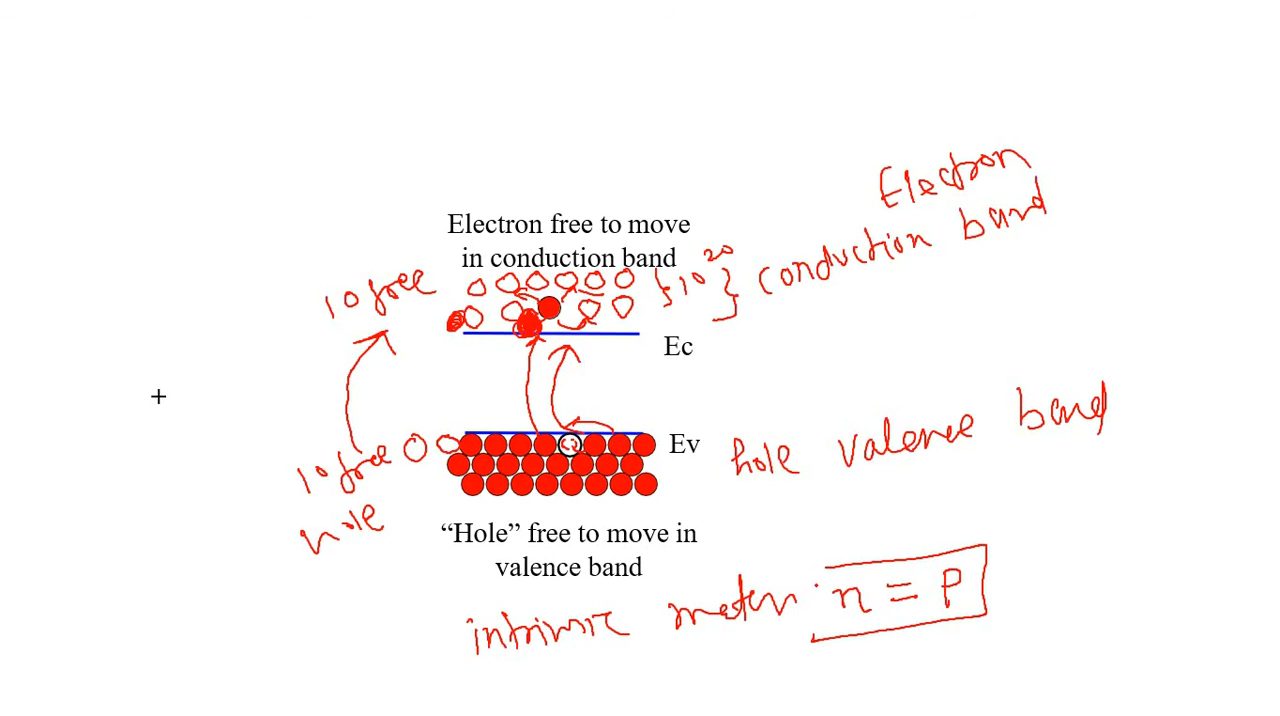 Electron
conduction band
Electron free to move
in conduction band
10 free
} 10^20 }
Ec
Ev
hole valence band
10 free
hole
“Hole” free to move in
valence band
intrinsic n = P